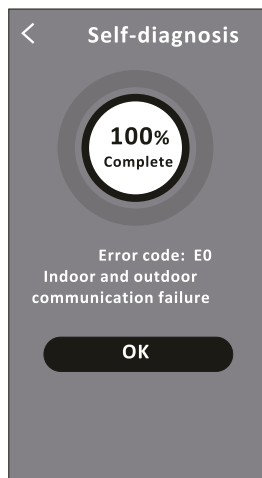 Self-diagnosis
100%
Complete
Error code: E0
Indoor and outdoor
communication failure
OK